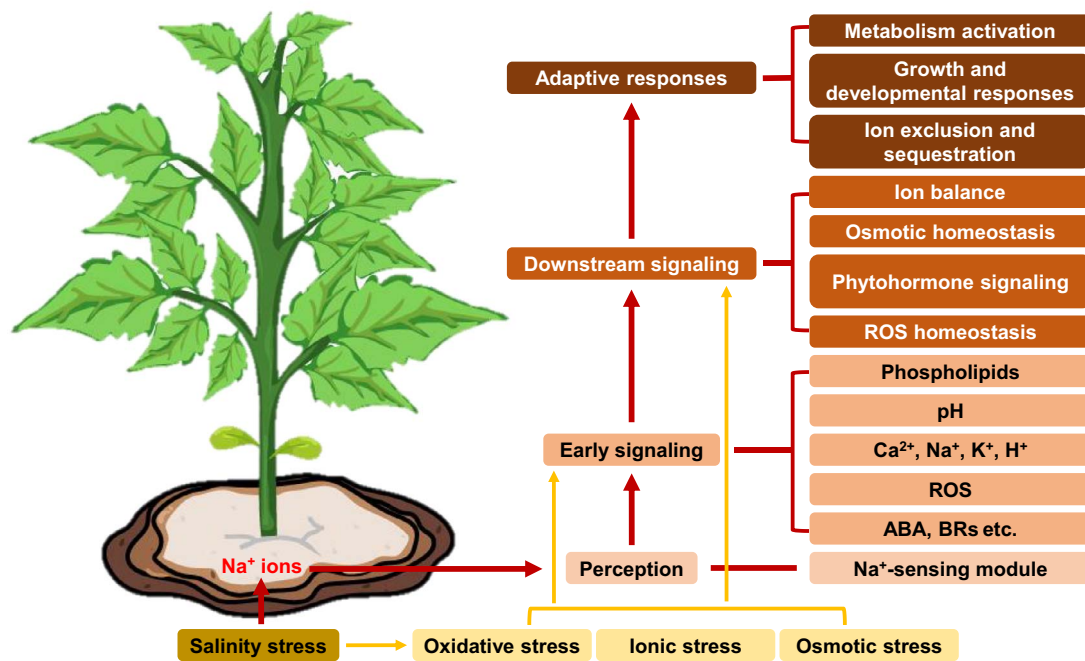 Metabolism activation
Adaptive responses
Growth and
developmental responses
Ion exclusion and
sequestration
Ion balance
Osmotic homeostasis
Downstream signaling
Phytohormone signaling
ROS homeostasis
Phospholipids
pH
Early signaling
Ca²⁺, Na⁺, K⁺, H⁺
ROS
ABA, BRs etc.
Na⁺ ions
Perception
Na⁺-sensing module
Salinity stress
Oxidative stress
Ionic stress
Osmotic stress